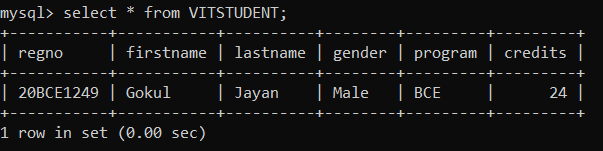 mysql> select * from VITSTUDENT;
+-----------+-----------+----------+--------+---------+---------+
| regno     | firstname | lastname | gender | program | credits |
+-----------+-----------+----------+--------+---------+---------+
| 20BCE1249 | Gokul     | Jayan    | Male   | BCE     |      24 |
+-----------+-----------+----------+--------+---------+---------+
1 row in set (0.00 sec)